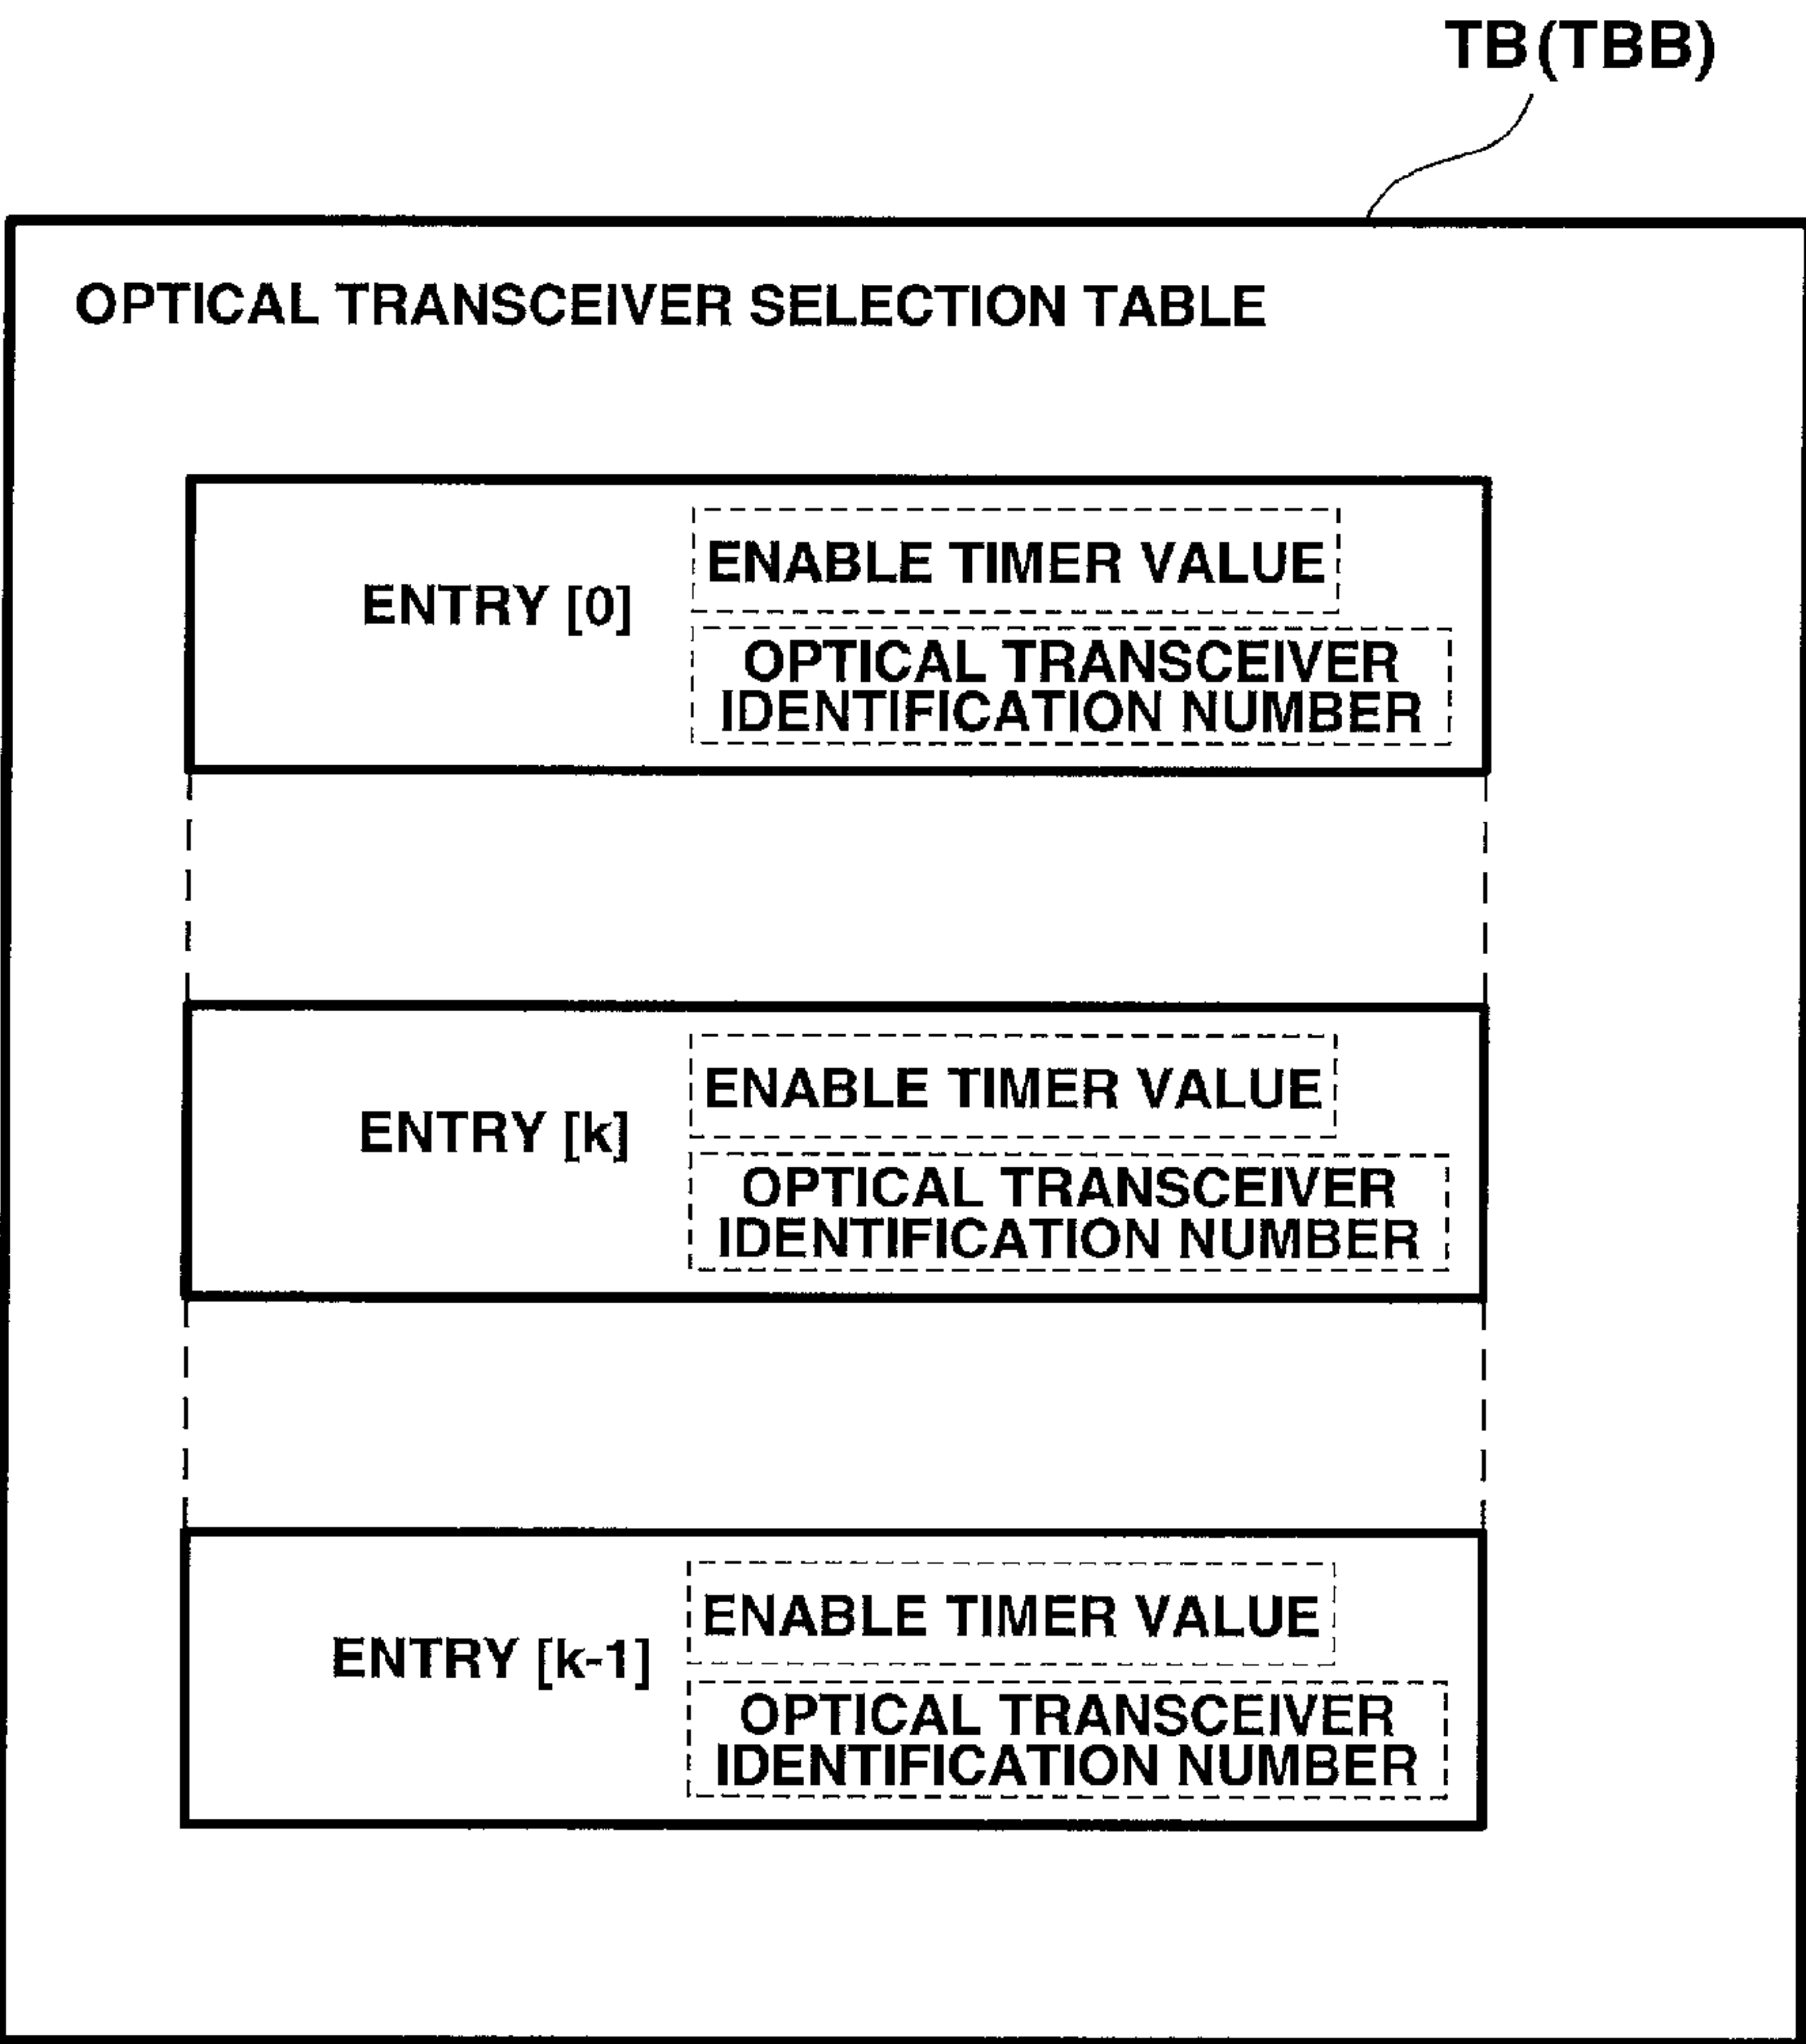 TB(TBB)
OPTICAL TRANSCEIVER SELECTION TABLE
ENTRY [0]
ENABLE TIMER VALUE
OPTICAL TRANSCEIVER
IDENTIFICATION NUMBER
ENTRY [k]
ENABLE TIMER VALUE
OPTICAL TRANSCEIVER
IDENTIFICATION NUMBER
ENTRY [k-1]
ENABLE TIMER VALUE
OPTICAL TRANSCEIVER
IDENTIFICATION NUMBER